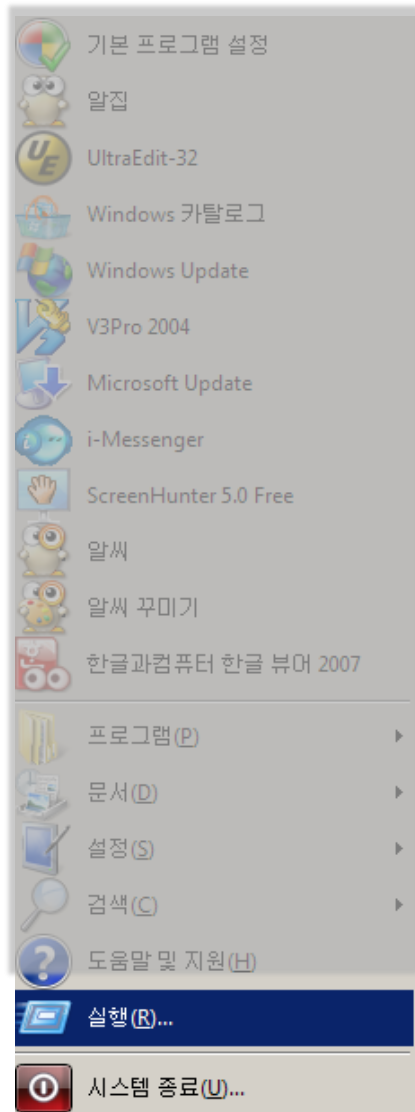 기본 프로그램 설정
알집
UltraEdit-32
Windows 카탈로그
Windows Update
V3Pro 2004
Microsoft Update
i-Messenger
ScreenHunter 5.0 Free
알씨
알씨 꾸미기
한글과컴퓨터 한글 뷰어 2007
프로그램(P)
문서(D)
설정(S)
검색(C)
도움말 및 지원(H)
실행(R)...
시스템 종료(U)...